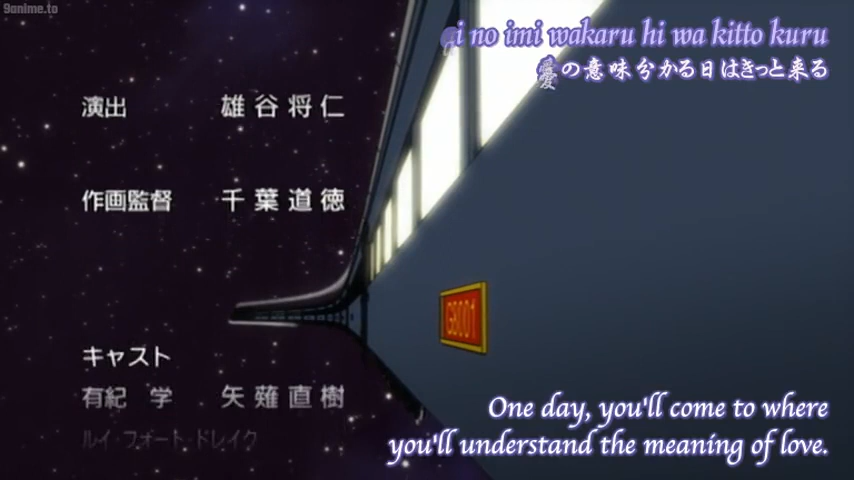 9anime.to
ai no imi wakaru hi wa kitto kuru
愛の意味分かる日はきっと来る
演出 雄谷将仁
作画監督 千葉道徳
GB001
キャスト
有紀 学 矢薙直樹
ルイ・フォート・ドレイク
One day, you'll come to where
you'll understand the meaning of love.